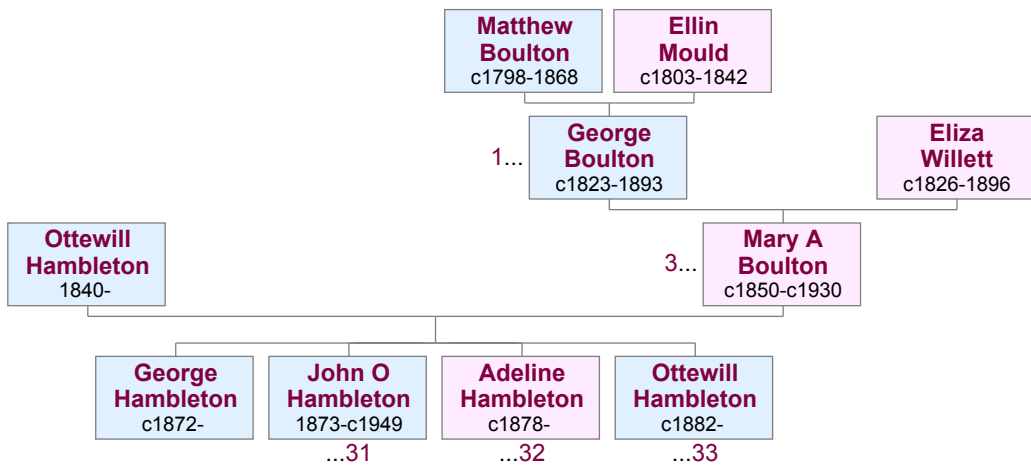 Matthew
Boulton
c1798-1868
Ellin
Mould
c1803-1842
1...
George
Boulton
c1823-1893
Eliza
Willett
c1826-1896
Ottewill
Hambleton
1840-
3...
Mary A
Boulton
c1850-c1930
George
Hambleton
c1872-
John O
Hambleton
1873-c1949
...31
Adeline
Hambleton
c1878-
...32
Ottewill
Hambleton
c1882-
...33